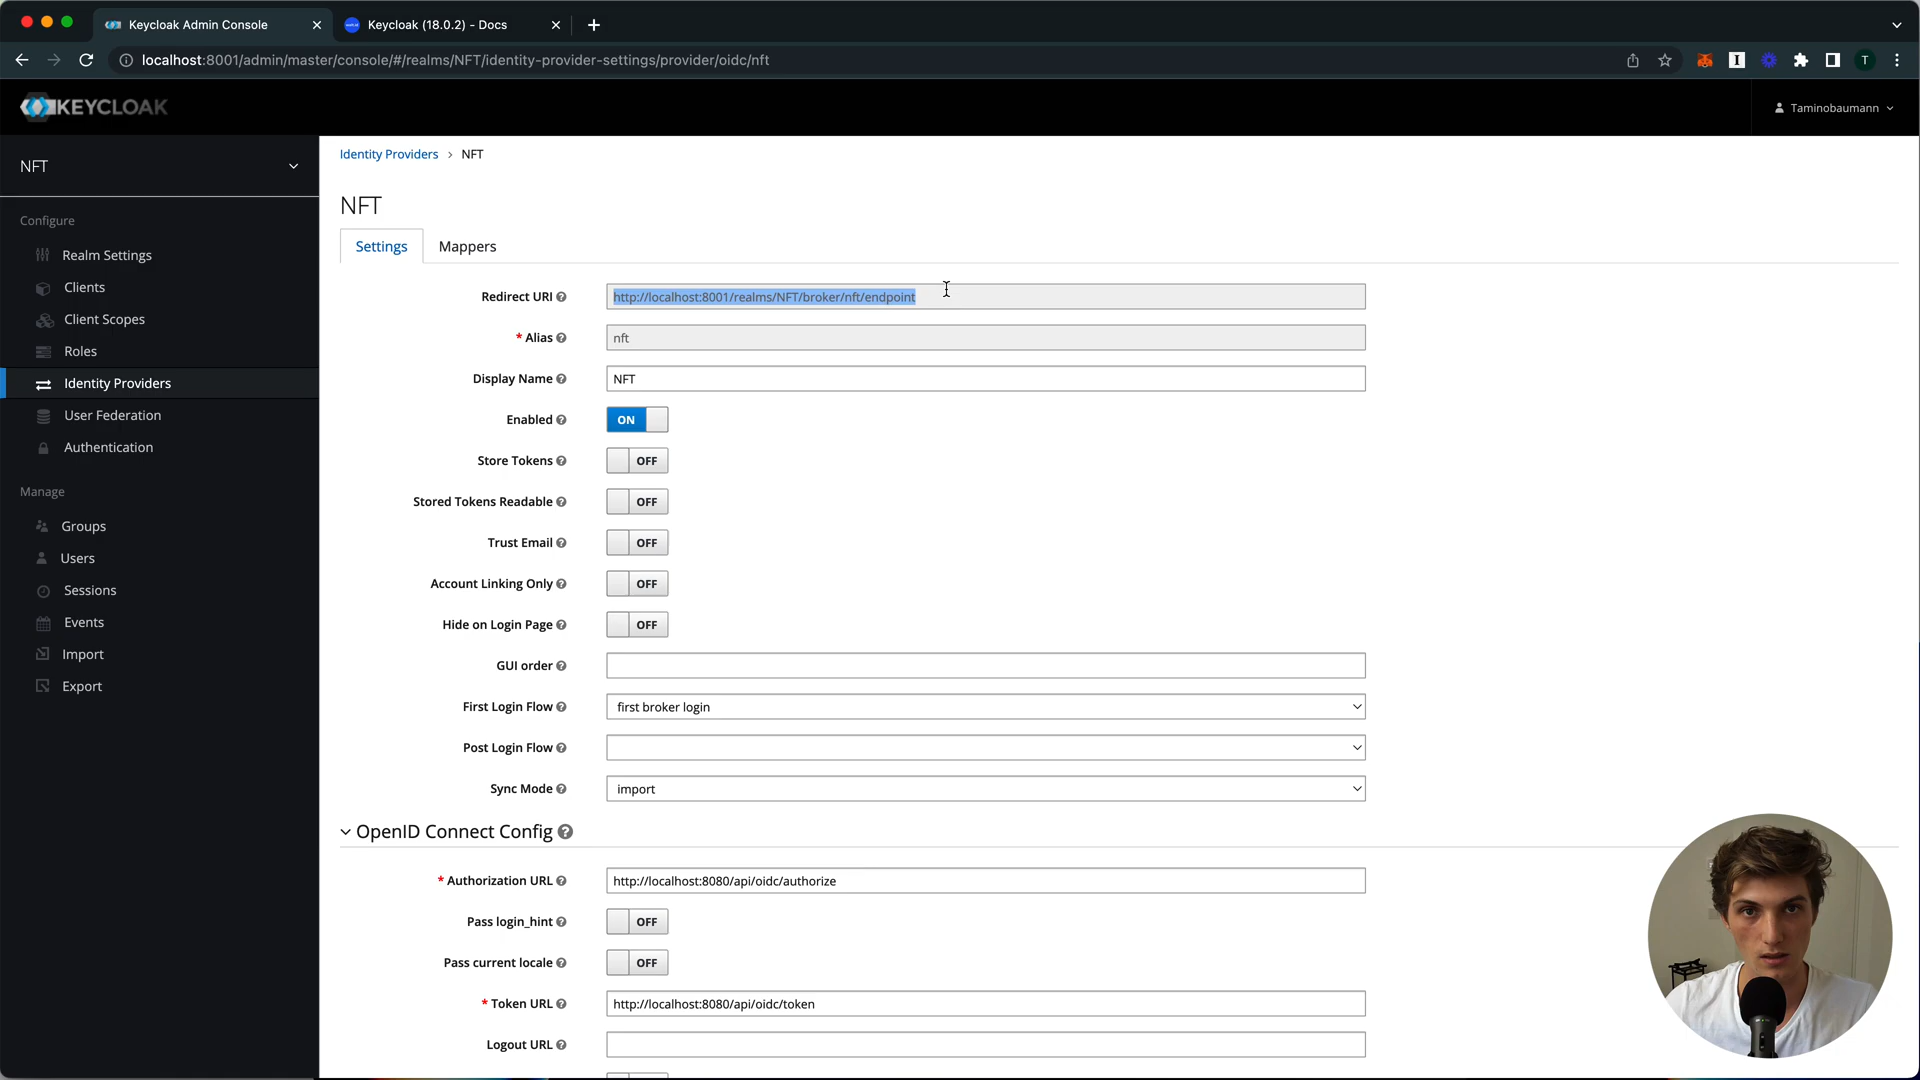 Keycloak Admin Console
Keycloak (18.0.2) - Docs
localhost:8001/admin/master/console/#/realms/NFT/identity-provider-settings/provider/oidc/nft
T
KEYCLOAK
Taminobaumann
NFT
Configure
Realm Settings
Clients
Client Scopes
Roles
Identity Providers
User Federation
Authentication
Manage
Groups
Users
Sessions
Events
Import
Export
Identity Providers > NFT
NFT
Settings Mappers
Redirect URI http://localhost:8001/realms/NFT/broker/nft/endpoint
* Alias nft
Display Name NFT
Enabled ON
Store Tokens OFF
Stored Tokens Readable OFF
Trust Email OFF
Account Linking Only OFF
Hide on Login Page OFF
GUI order
First Login Flow first broker login
Post Login Flow
Sync Mode import
OpenID Connect Config
* Authorization URL http://localhost:8080/api/oidc/authorize
Pass login_hint OFF
Pass current locale OFF
* Token URL http://localhost:8080/api/oidc/token
Logout URL